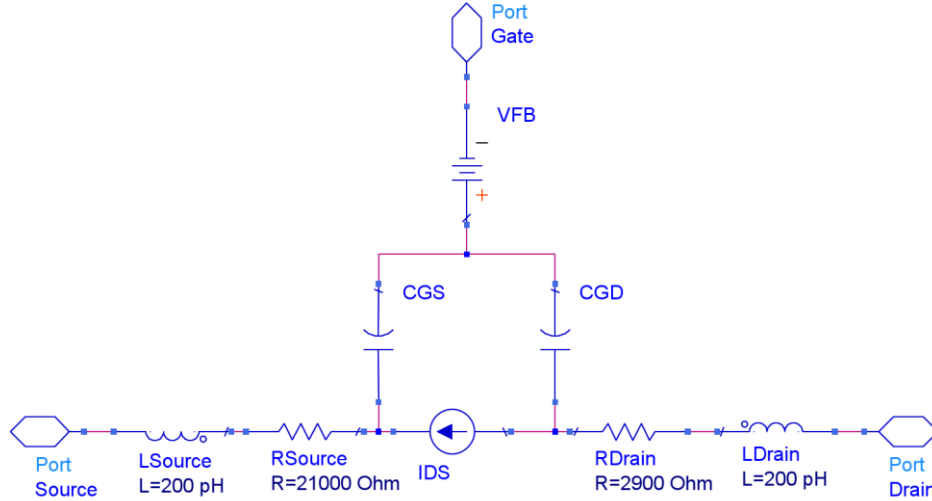 Port
Gate
VFB
−
+
CGS
CGD
Port
Source
LSource
L=200 pH
RSource
R=21000 Ohm
IDS
RDrain
R=2900 Ohm
LDrain
L=200 pH
Port
Drain